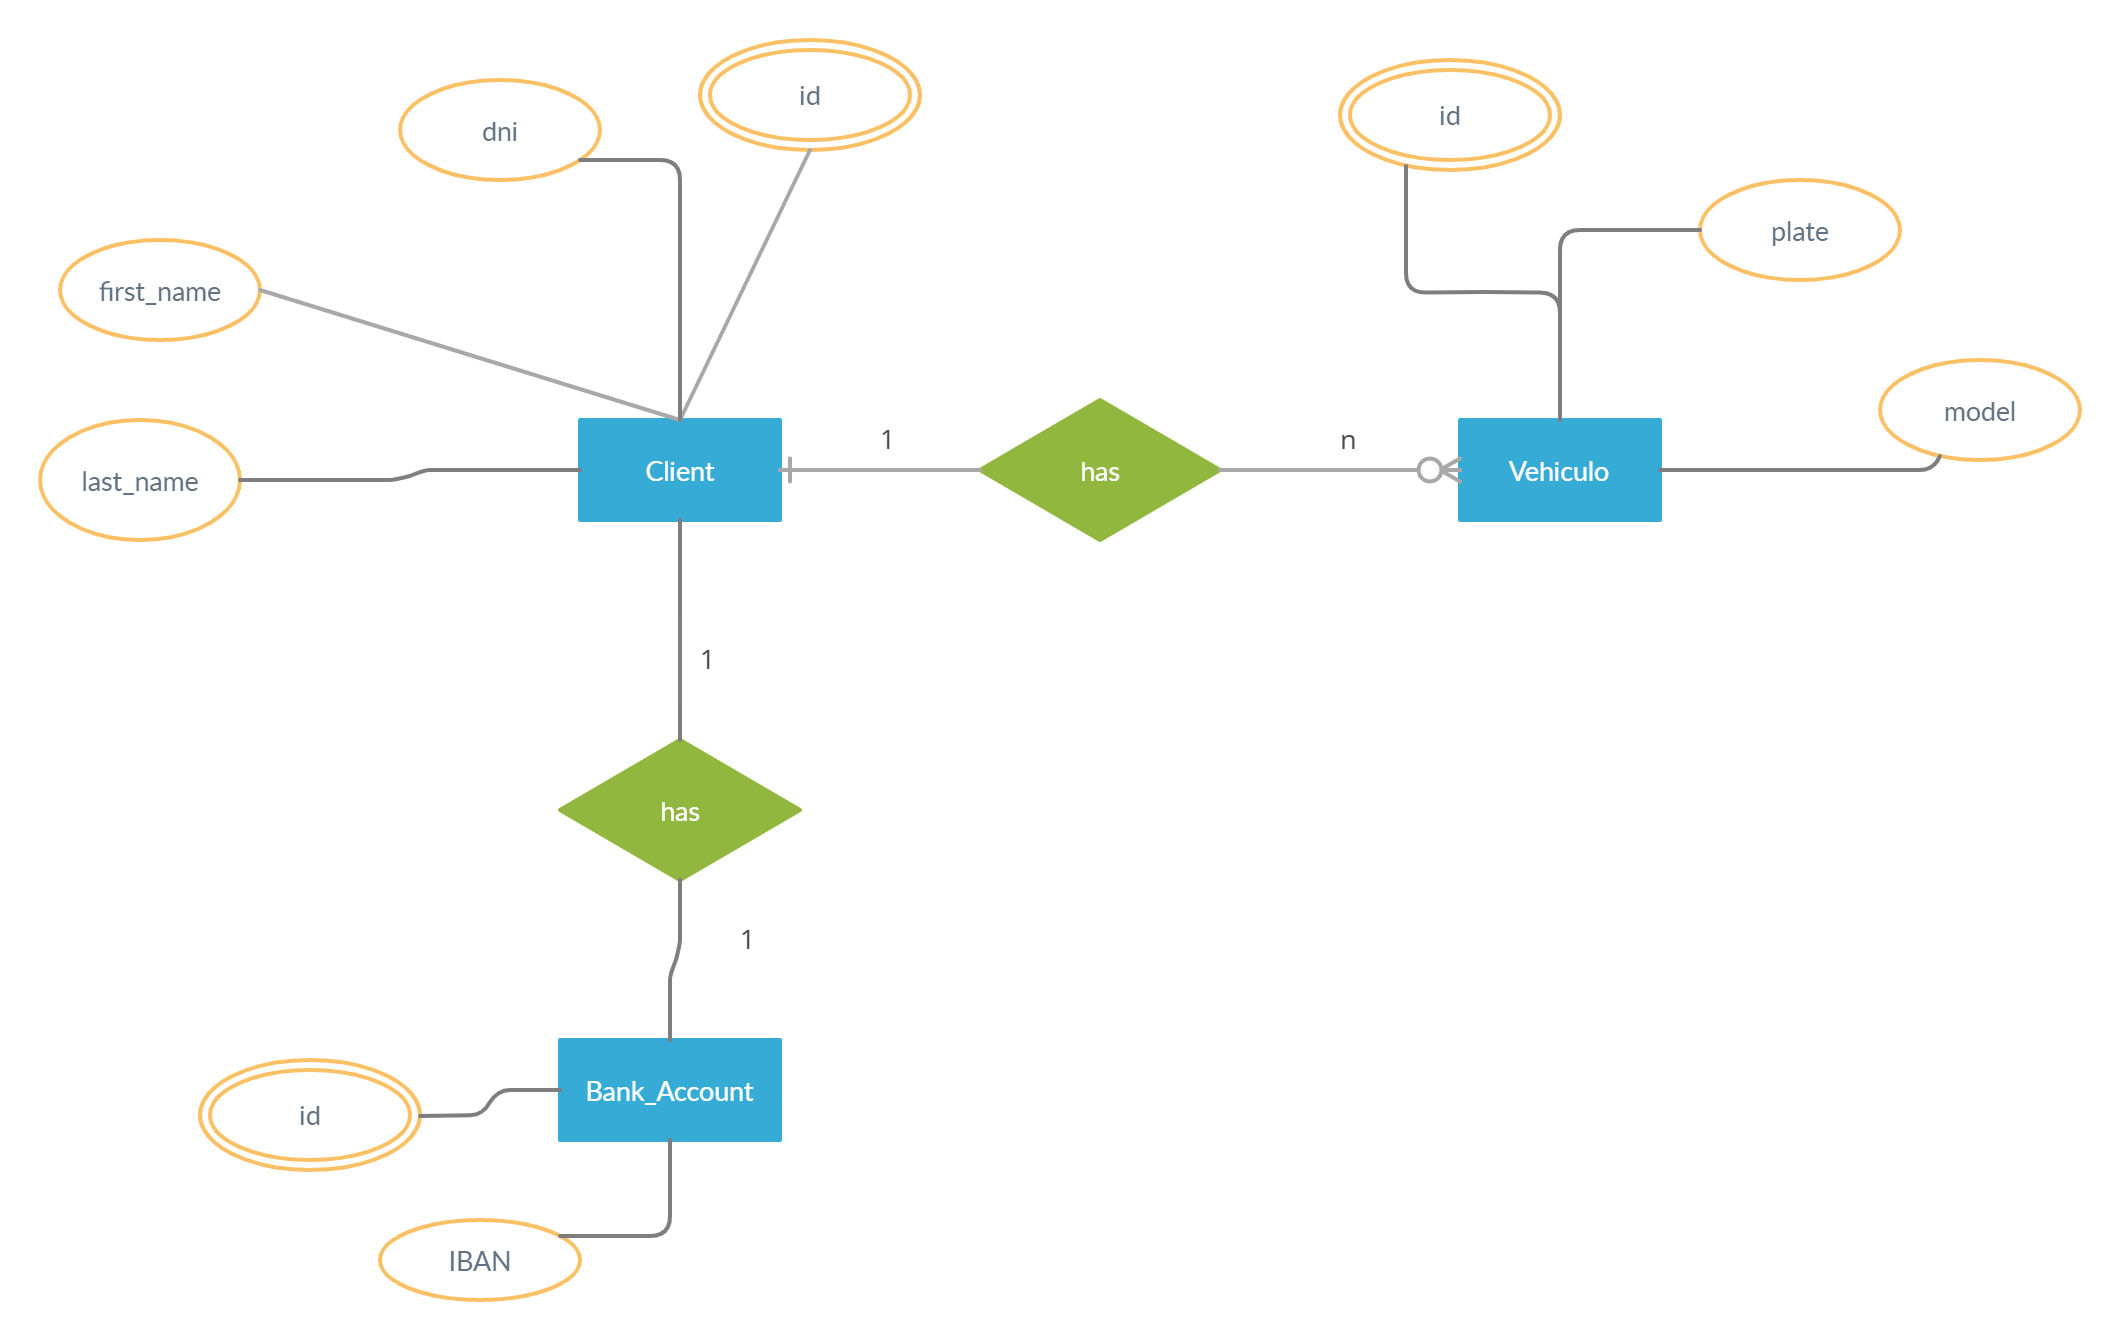 id
dni
id
plate
first_name
model
last_name
Client
1
has
n
Vehiculo
1
has
1
Bank_Account
id
IBAN